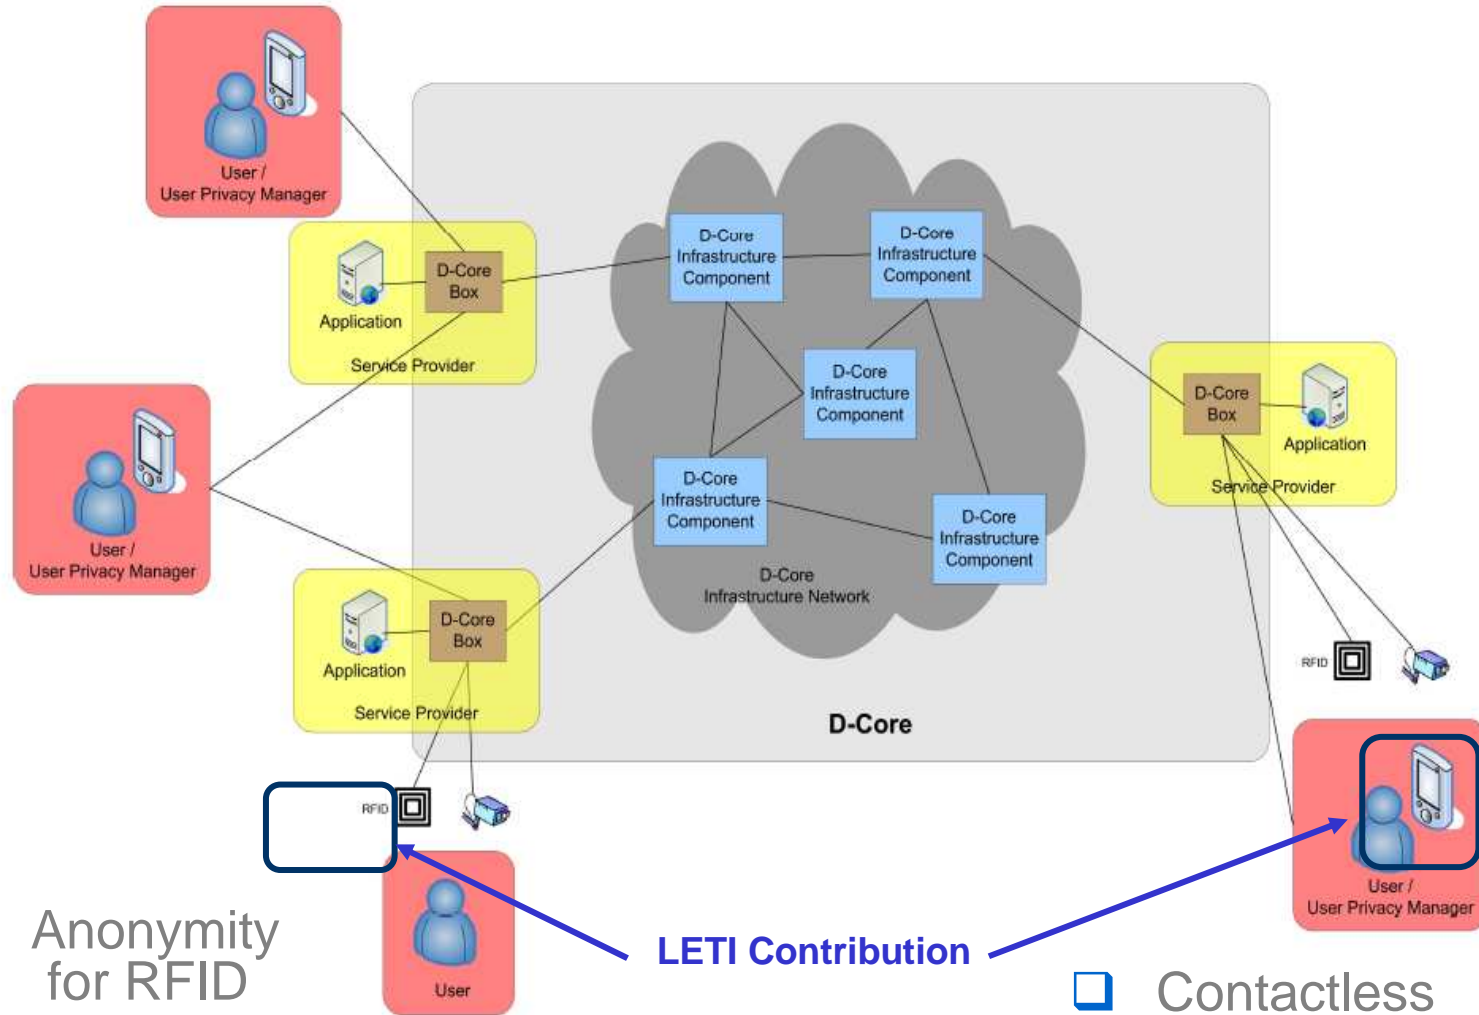 User /
User Privacy Manager
D-Core
Box
Application
Service Provider
D-Core
Infrastructure
Component
D-Core
Infrastructure
Component
D-Core
Infrastructure
Component
D-Core
Box
Application
Service Provider
User /
User Privacy Manager
D-Core
Infrastructure
Component
D-Core
Infrastructure
Component
D-Core
Infrastructure Network
D-Core
Box
Application
Service Provider
D-Core
RFID
RFID
User /
User Privacy Manager
Anonymity
for RFID
User
LETI Contribution
❑ Contactless